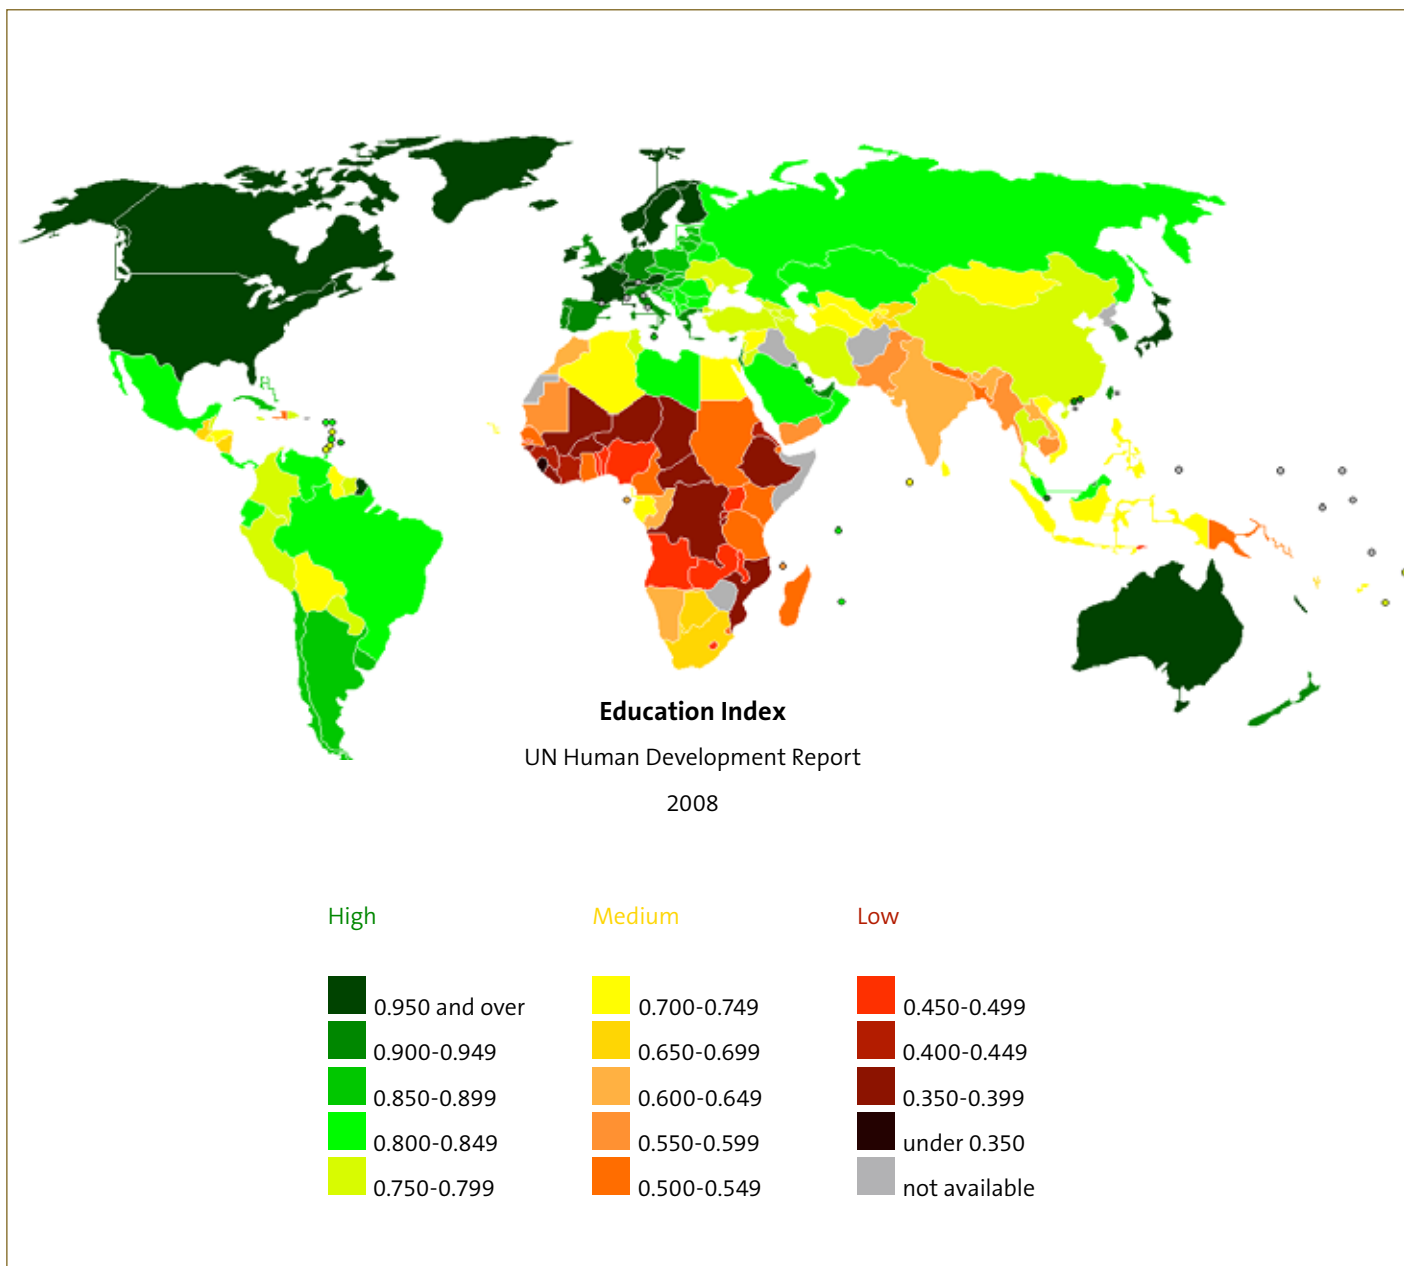 Education Index
UN Human Development Report
2008
High
0.950 and over
0.900-0.949
0.850-0.899
0.800-0.849
0.750-0.799
Medium
0.700-0.749
0.650-0.699
0.600-0.649
0.550-0.599
0.500-0.549
Low
0.450-0.499
0.400-0.449
0.350-0.399
under 0.350
not available